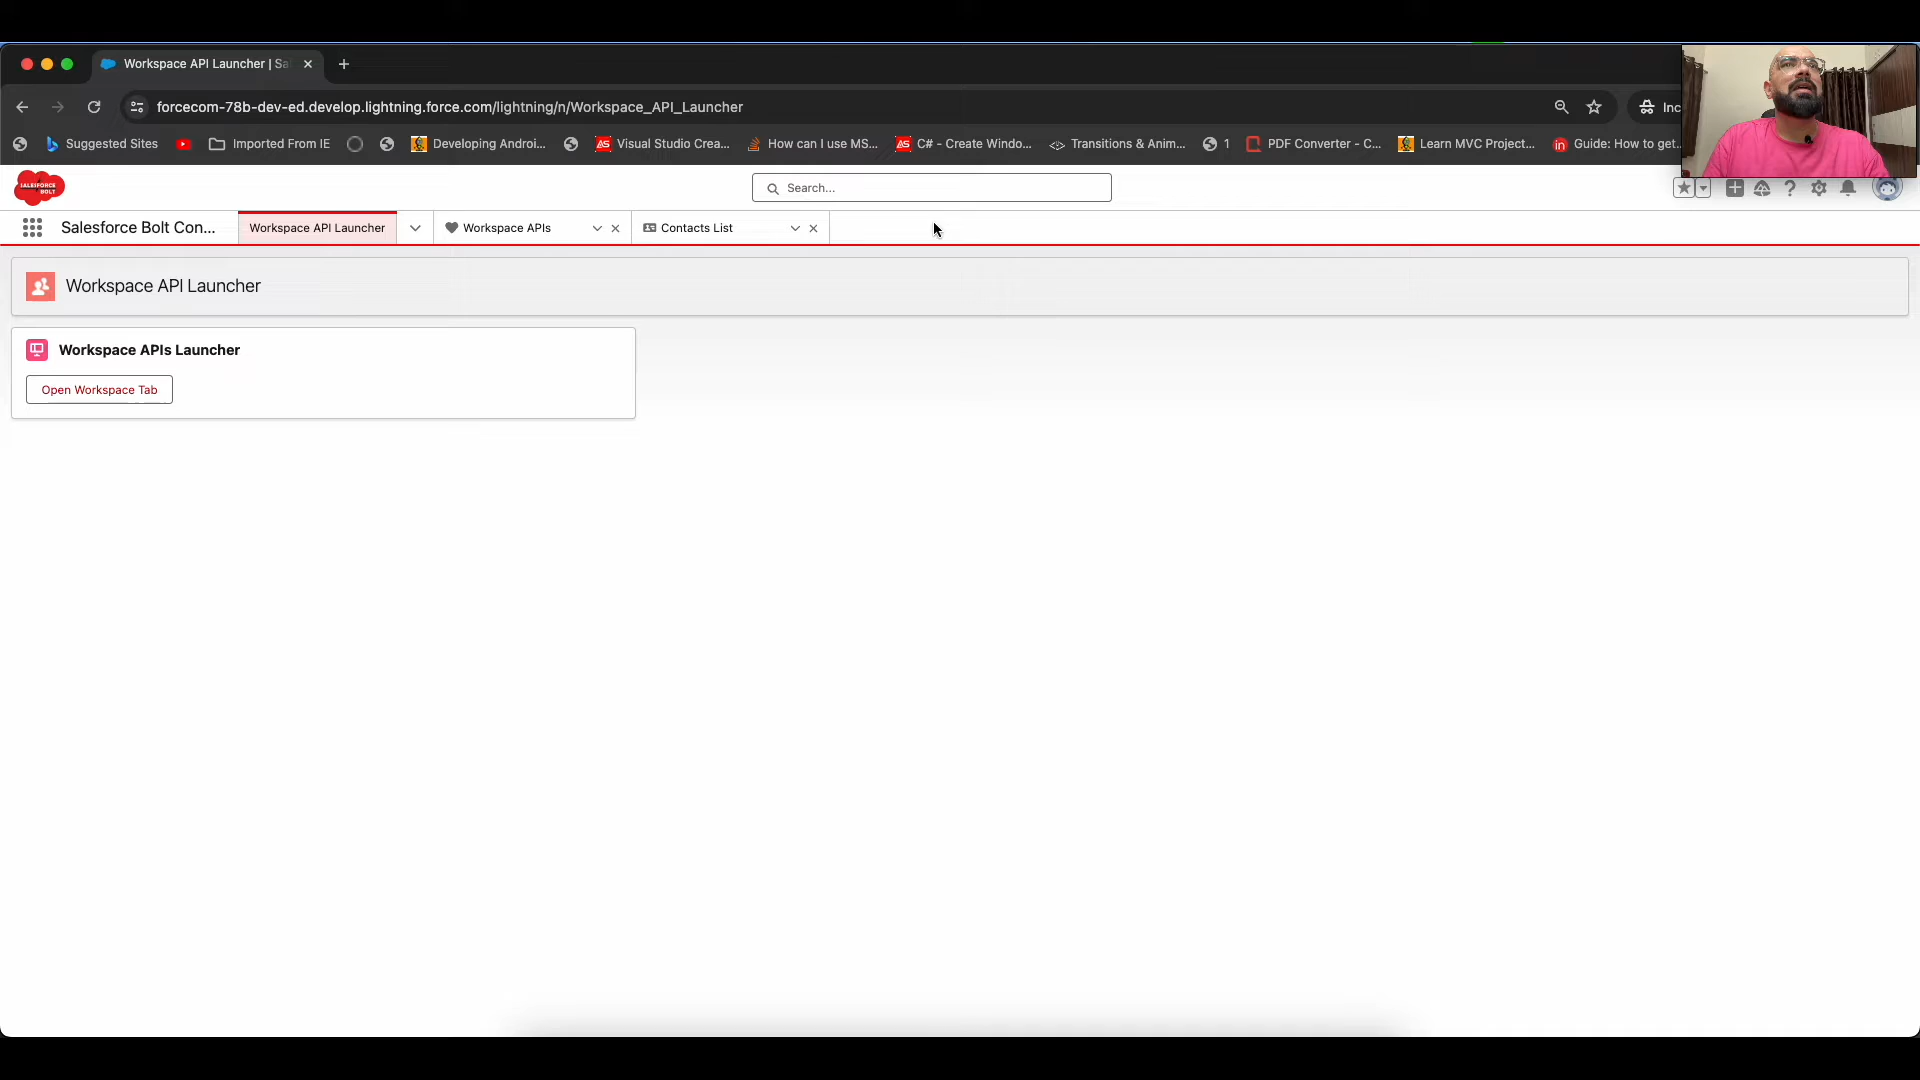 Workspace API Launcher | Sa
forcecom-78b-dev-ed.develop.lightning.force.com/lightning/n/Workspace_API_Launcher
Inc
Suggested Sites
Imported From IE
Developing Androi...
Visual Studio Crea...
How can I use MS...
C# - Create Windo...
Transitions & Anim...
1
PDF Converter - C...
Learn MVC Project...
Guide: How to get...
SALESFORCE
BOLT
Search...
Salesforce Bolt Con...
Workspace API Launcher
Workspace APIs
Contacts List
Workspace API Launcher
Workspace APIs Launcher
Open Workspace Tab